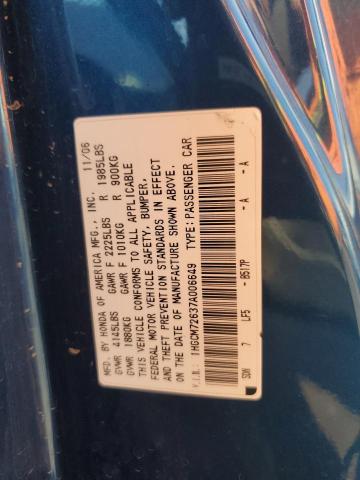 MFD. BY HONDA OF AMERICA MFG., INC. 11/06
GVWR 4145LBS GAWR F 2225LBS R 1985LBS
GVWR 1880KG GAWR F 1010KG R 900KG
THIS VEHICLE CONFORMS TO ALL APPLICABLE
FEDERAL MOTOR VEHICLE SAFETY, BUMPER,
AND THEFT PREVENTION STANDARDS IN EFFECT
ON THE DATE OF MANUFACTURE SHOWN ABOVE.
V.I.N.: 1HGCM72637A006649 TYPE:PASSENGER CAR
SDN 7 LF5 - B537P - A - A